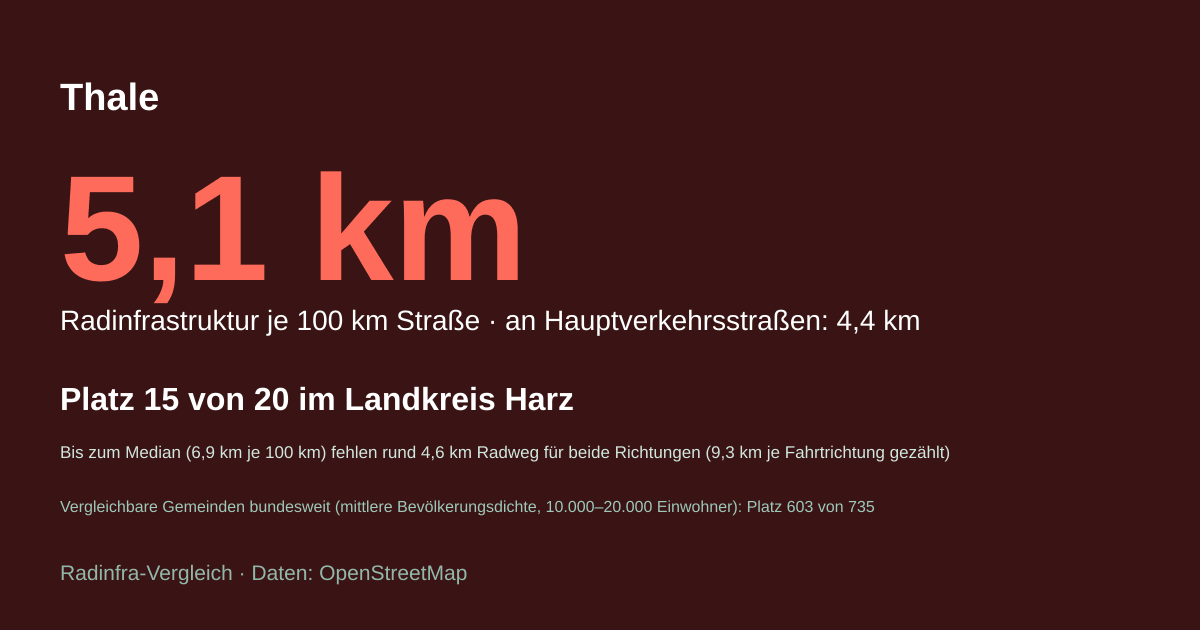 Thale
5,1 km
Radinfrastruktur je 100 km Straße · an Hauptverkehrsstraßen: 4,4 km
Platz 15 von 20 im Landkreis Harz
Bis zum Median (6,9 km je 100 km) fehlen rund 4,6 km Radweg für beide Richtungen (9,3 km je Fahrtrichtung gezählt)
Vergleichbare Gemeinden bundesweit (mittlere Bevölkerungsdichte, 10.000–20.000 Einwohner): Platz 603 von 735
Radinfra-Vergleich · Daten: OpenStreetMap